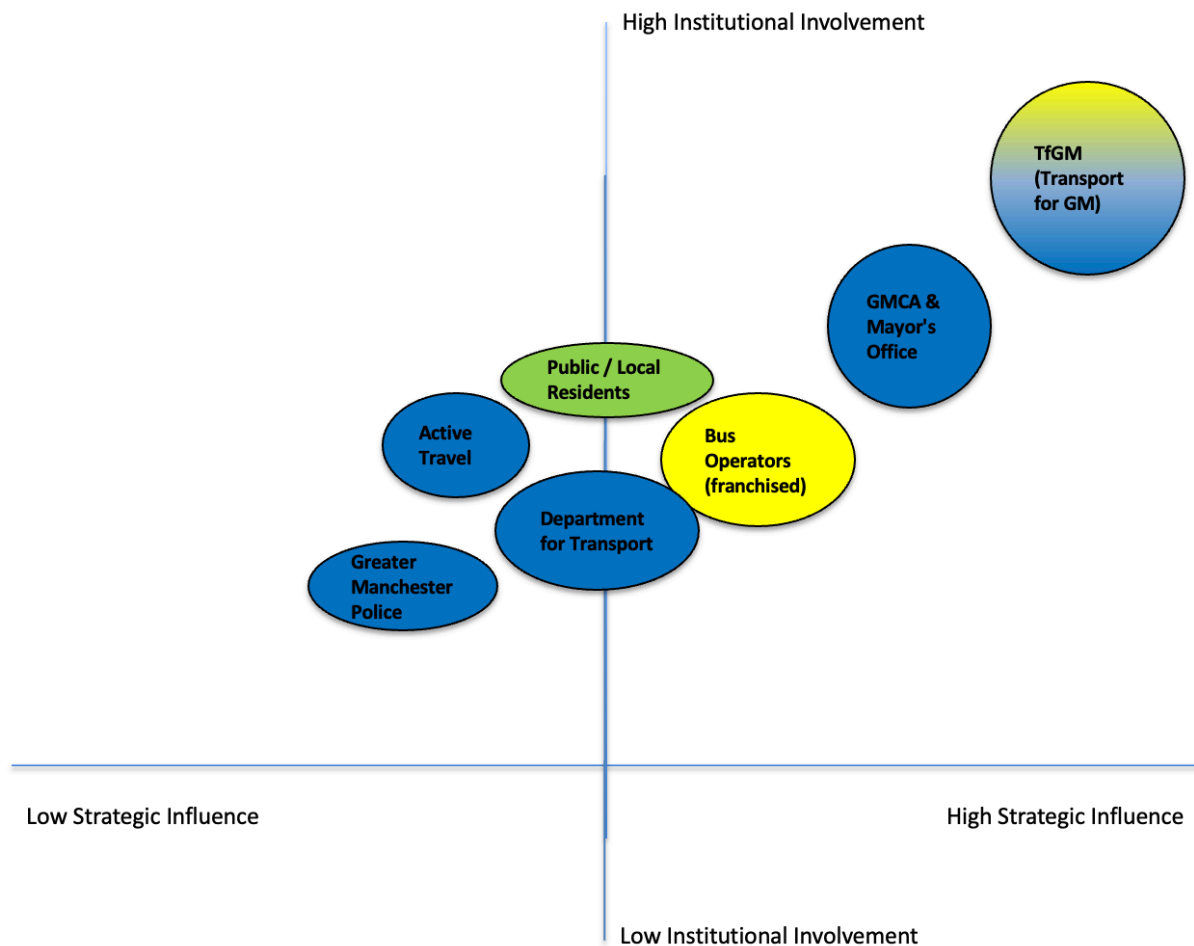 High Institutional Involvement
TfGM
(Transport
for GM)
GMCA &
Mayor's
Office
Public / Local
Residents
Active
Travel
Bus
Operators
(franchised)
Department
for Transport
Greater
Manchester
Police
Low Strategic Influence
High Strategic Influence
Low Institutional Involvement